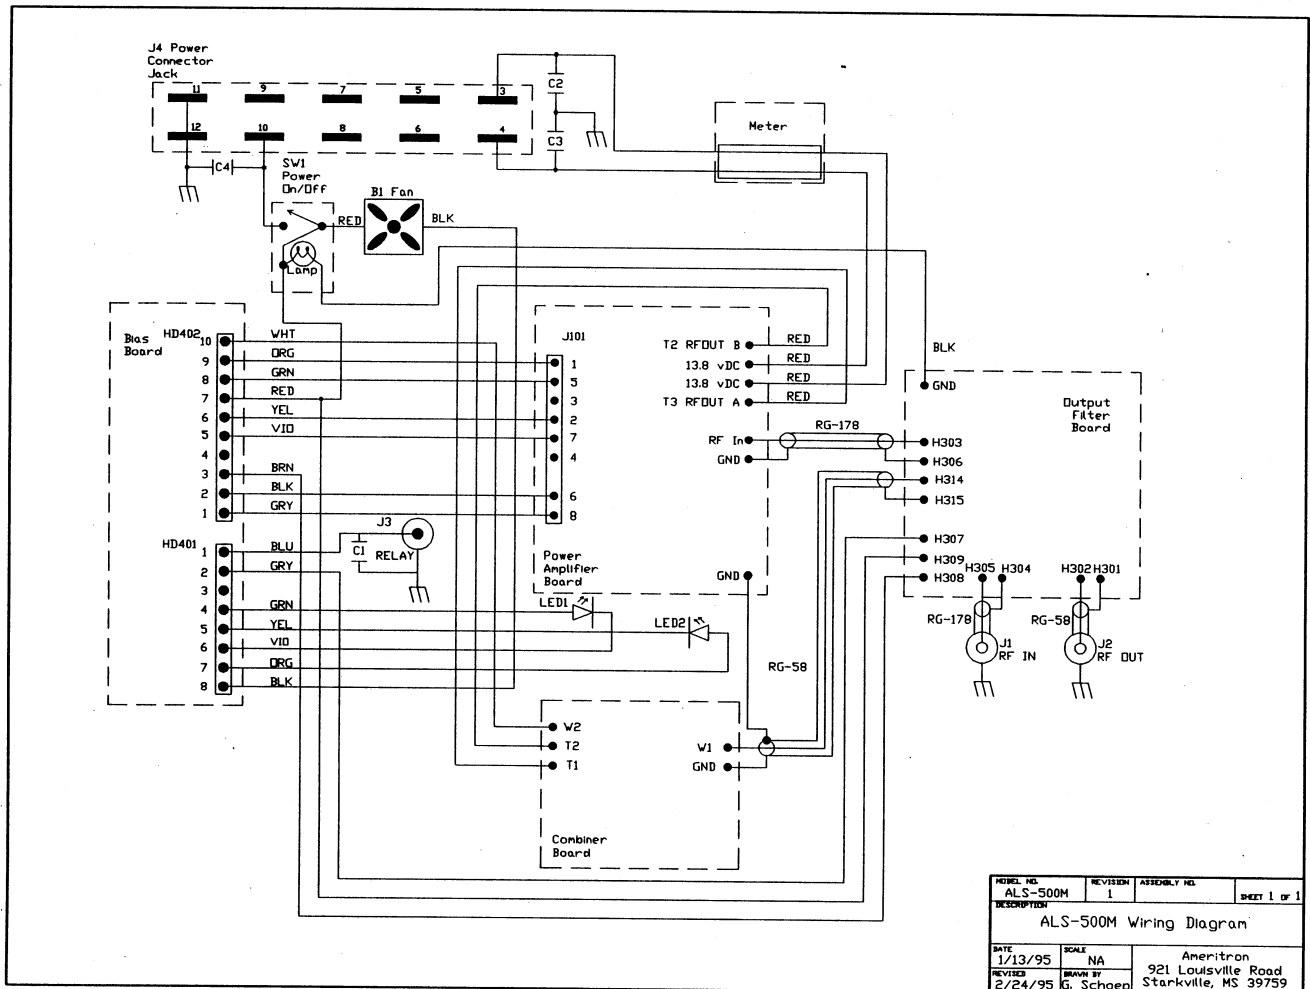 J4 Power
Connector
Jack
11
9
7
5
3
12
10
8
6
4
C2
C3
C4
Meter
SW1
Power
On/Off
Lamp
RED
B1 Fan
BLK
Bias
Board
HD402
10
WHT
9
ORG
8
GRN
7
RED
6
YEL
5
VIO
4
3
BRN
2
BLK
1
GRY
HD401
1
BLU
2
GRY
3
4
GRN
5
YEL
6
VIO
7
ORG
8
BLK
J3
C1
RELAY
LED1
LED2
J101
1
5
3
2
7
4
6
8
T2 RFOUT B
RED
13.8 vDC
RED
13.8 vDC
RED
T3 RFOUT A
RED
RF In
GND
GND
Power
Amplifier
Board
RG-178
RG-58
BLK
GND
Output
Filter
Board
H303
H306
H314
H315
H307
H309
H308
H305
H304
H302
H301
RG-178
RG-58
J1
RF IN
J2
RF OUT
W2
T2
T1
W1
GND
Combiner
Board
MODEL NO.
ALS-500M
REVISION
1
ASSEMBLY NO.
SHEET 1 OF 1
DESCRIPTION
ALS-500M Wiring Diagram
DATE
1/13/95
SCALE
NA
REVISED
2/24/95
DRAWN BY
G. Schoep
Ameritron
921 Louisville Road
Starkville, MS 39759